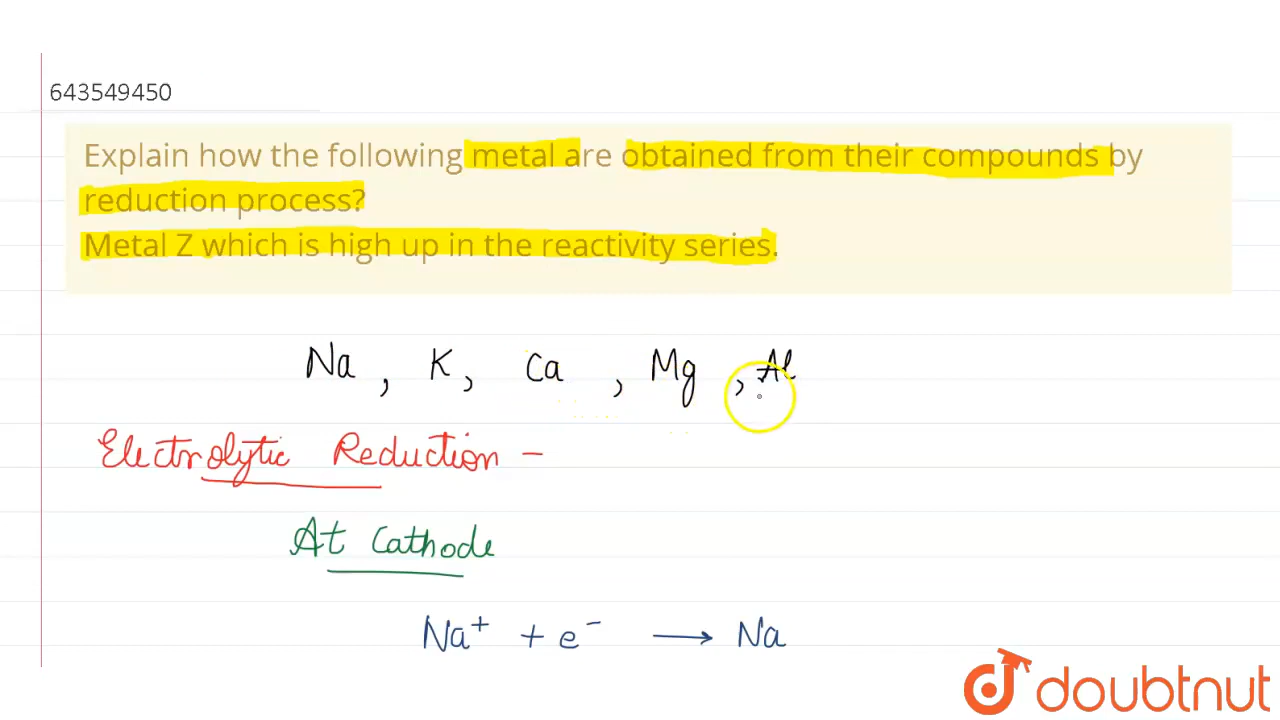 643549450
Explain how the following metal are obtained from their compounds by
reduction process?
Metal Z which is high up in the reactivity series.
Na , K, Ca , Mg , Al
Electrolytic Reduction -
At Cathode
Na⁺ + e⁻ → Na
doubtnut